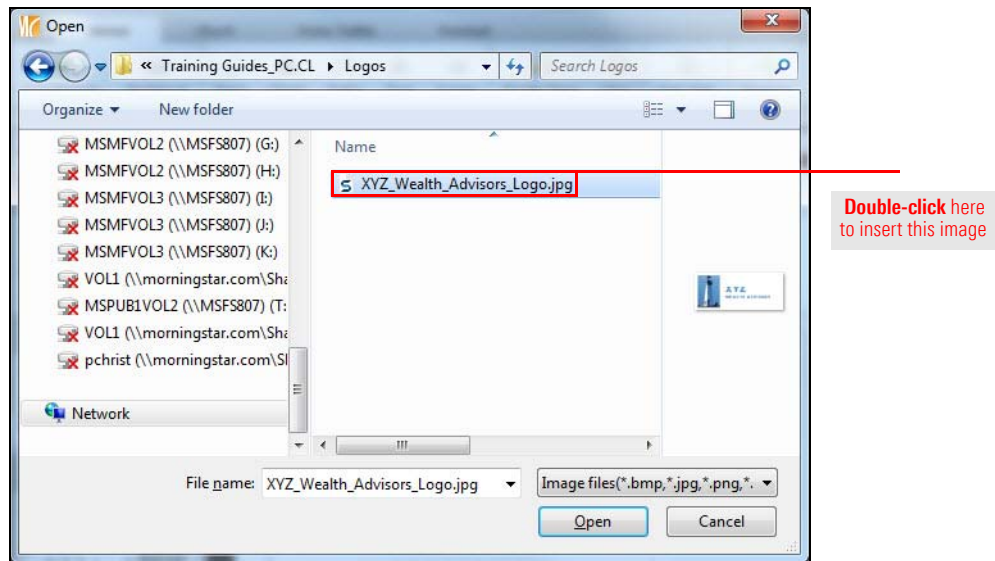 Open
« Training Guides_PC.CL ▸ Logos
Search Logos
Organize
New folder
MSMFVOL2 (\\MSFS807) (G:)
MSMFVOL2 (\\MSFS807) (H:)
MSMFVOL3 (\\MSFS807) (I:)
MSMFVOL3 (\\MSFS807) (J:)
MSMFVOL3 (\\MSFS807) (K:)
VOL1 (\\morningstar.com\Sha
MSPUB1VOL2 (\\MSFS807) (T:
VOL1 (\\morningstar.com\Sha
pchrist (\\morningstar.com\Sl
Network
Name
XYZ_Wealth_Advisors_Logo.jpg
XYZ
Double-click here
to insert this image
File name:
XYZ_Wealth_Advisors_Logo.jpg
Image files(*.bmp,*.jpg,*.png,*.
Open
Cancel